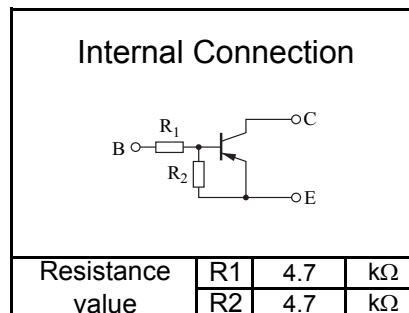 Internal Connection
C
R1
B
R2
E
Resistance R1 4.7 kΩ
value R2 4.7 kΩ